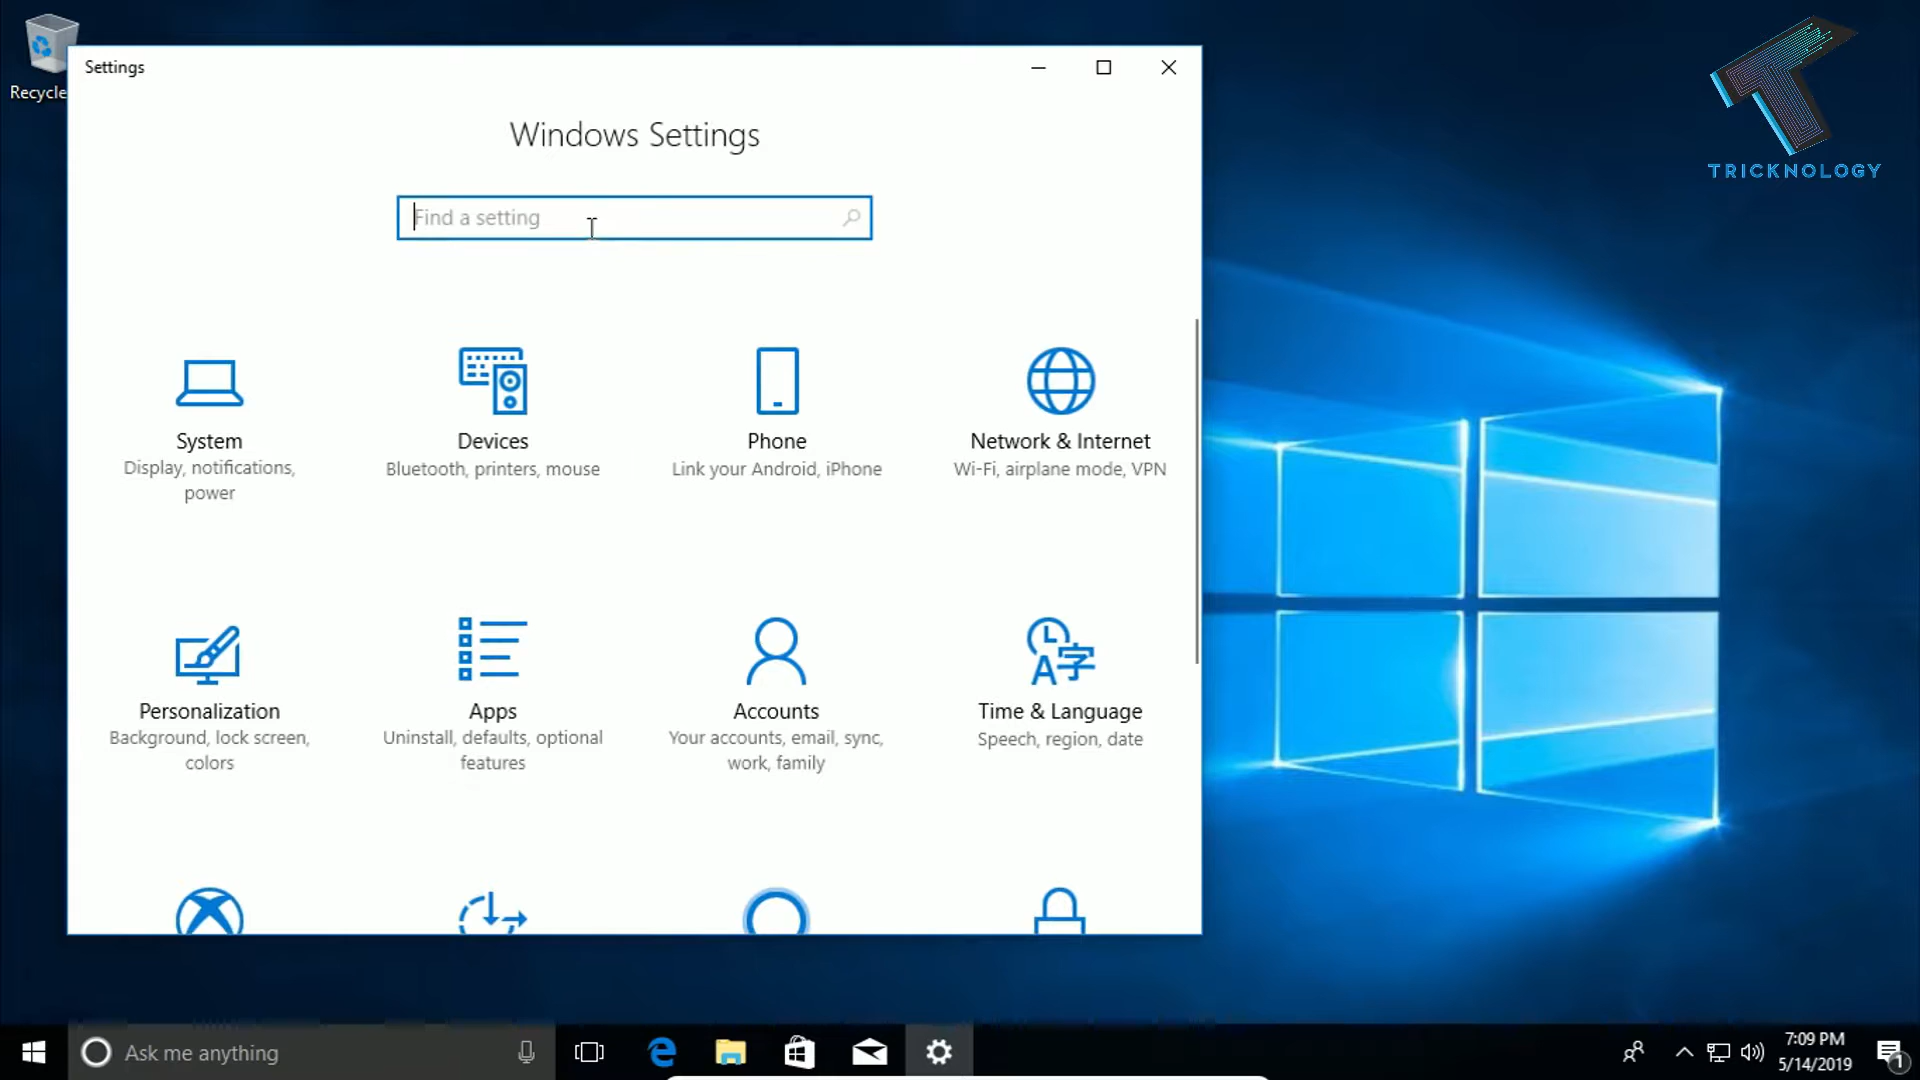 Recycle
Settings
Windows Settings
Find a setting
System
Display, notifications,
power
Devices
Bluetooth, printers, mouse
Phone
Link your Android, iPhone
Network & Internet
Wi-Fi, airplane mode, VPN
Personalization
Background, lock screen,
colors
Apps
Uninstall, defaults, optional
features
Accounts
Your accounts, email, sync,
work, family
Time & Language
Speech, region, date
TRICKNOLOGY
Ask me anything
7:09 PM
5/14/2019
1